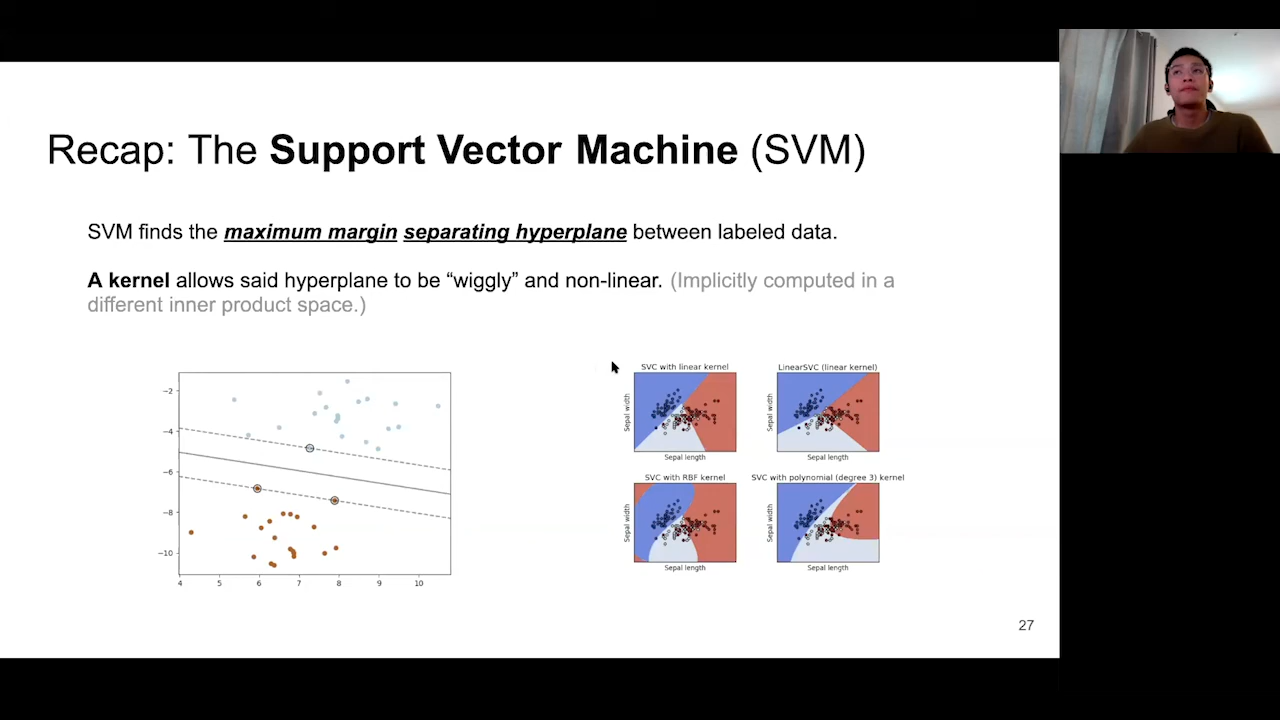 Recap: The Support Vector Machine (SVM)
SVM finds the maximum margin separating hyperplane between labeled data.
A kernel allows said hyperplane to be “wiggly” and non-linear. (Implicitly computed in a
different inner product space.)
−2
−4
−6
−8
−10
4 5 6 7 8 9 10
SVC with linear kernel
Sepal width
Sepal length
LinearSVC (linear kernel)
Sepal width
Sepal length
SVC with RBF kernel
Sepal width
Sepal length
SVC with polynomial (degree 3) kernel
Sepal width
Sepal length
27